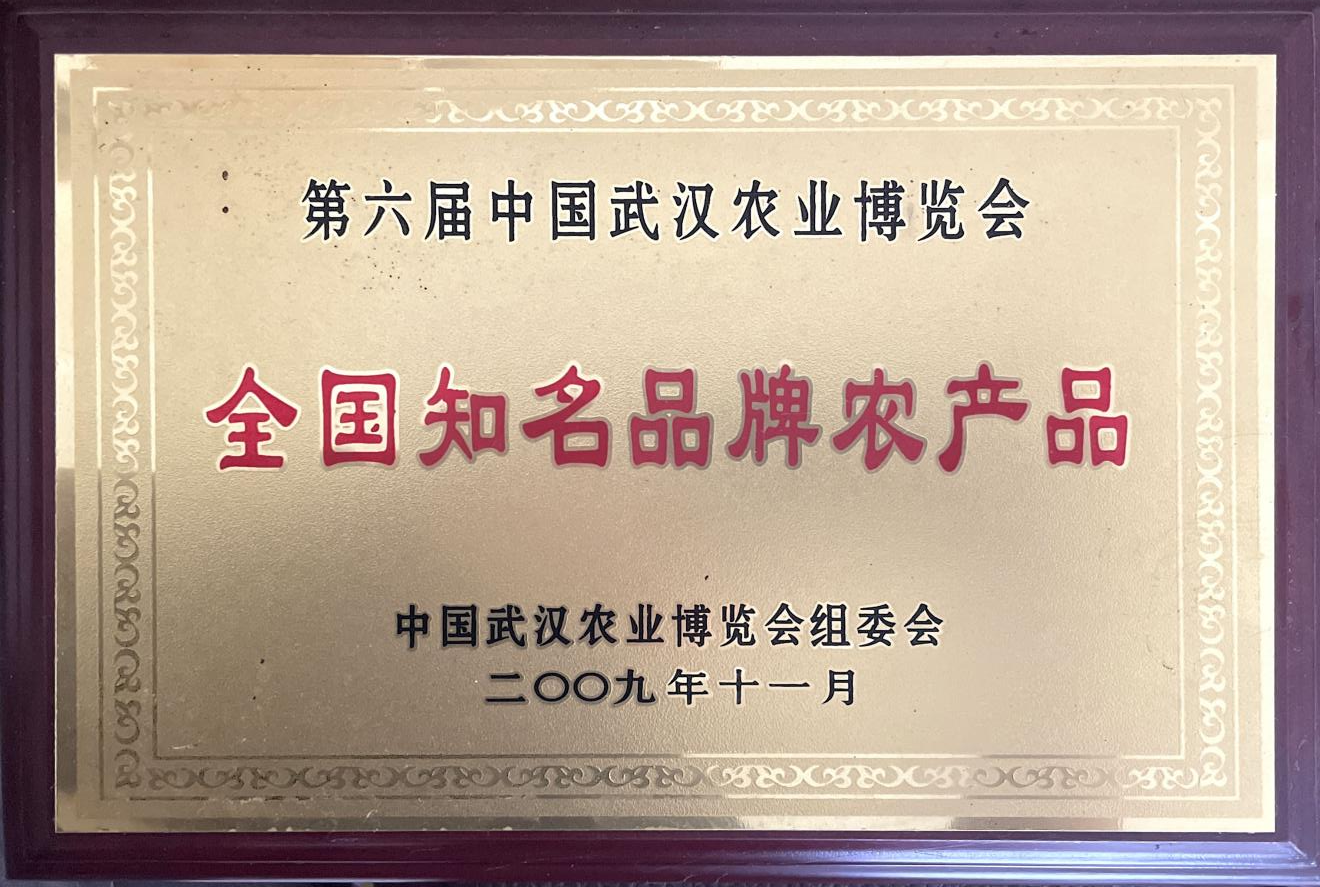 第六届中国武汉农业博览会
全国知名品牌农产品
中国武汉农业博览会组委会
二〇〇九年十一月